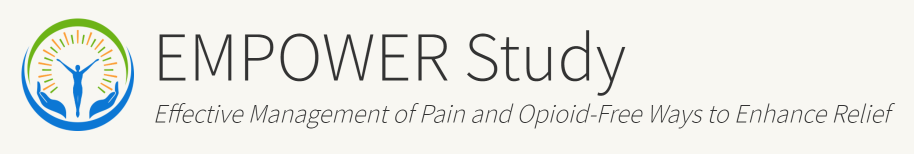 EMPOWER Study
Effective Management of Pain and Opioid-Free Ways to Enhance Relief